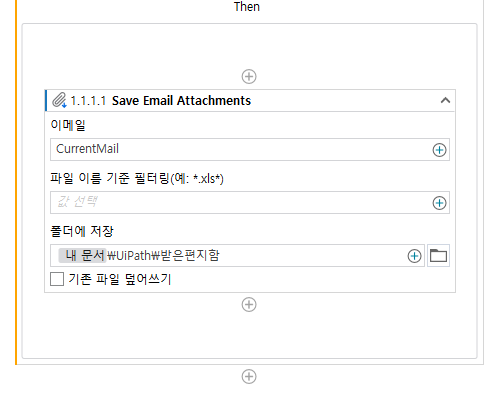 Then
1.1.1.1 Save Email Attachments
이메일
CurrentMail
파일 이름 기준 필터링(예: *.xls*)
값 선택
폴더에 저장
내 문서₩UiPath₩받은편지함
기존 파일 덮어쓰기